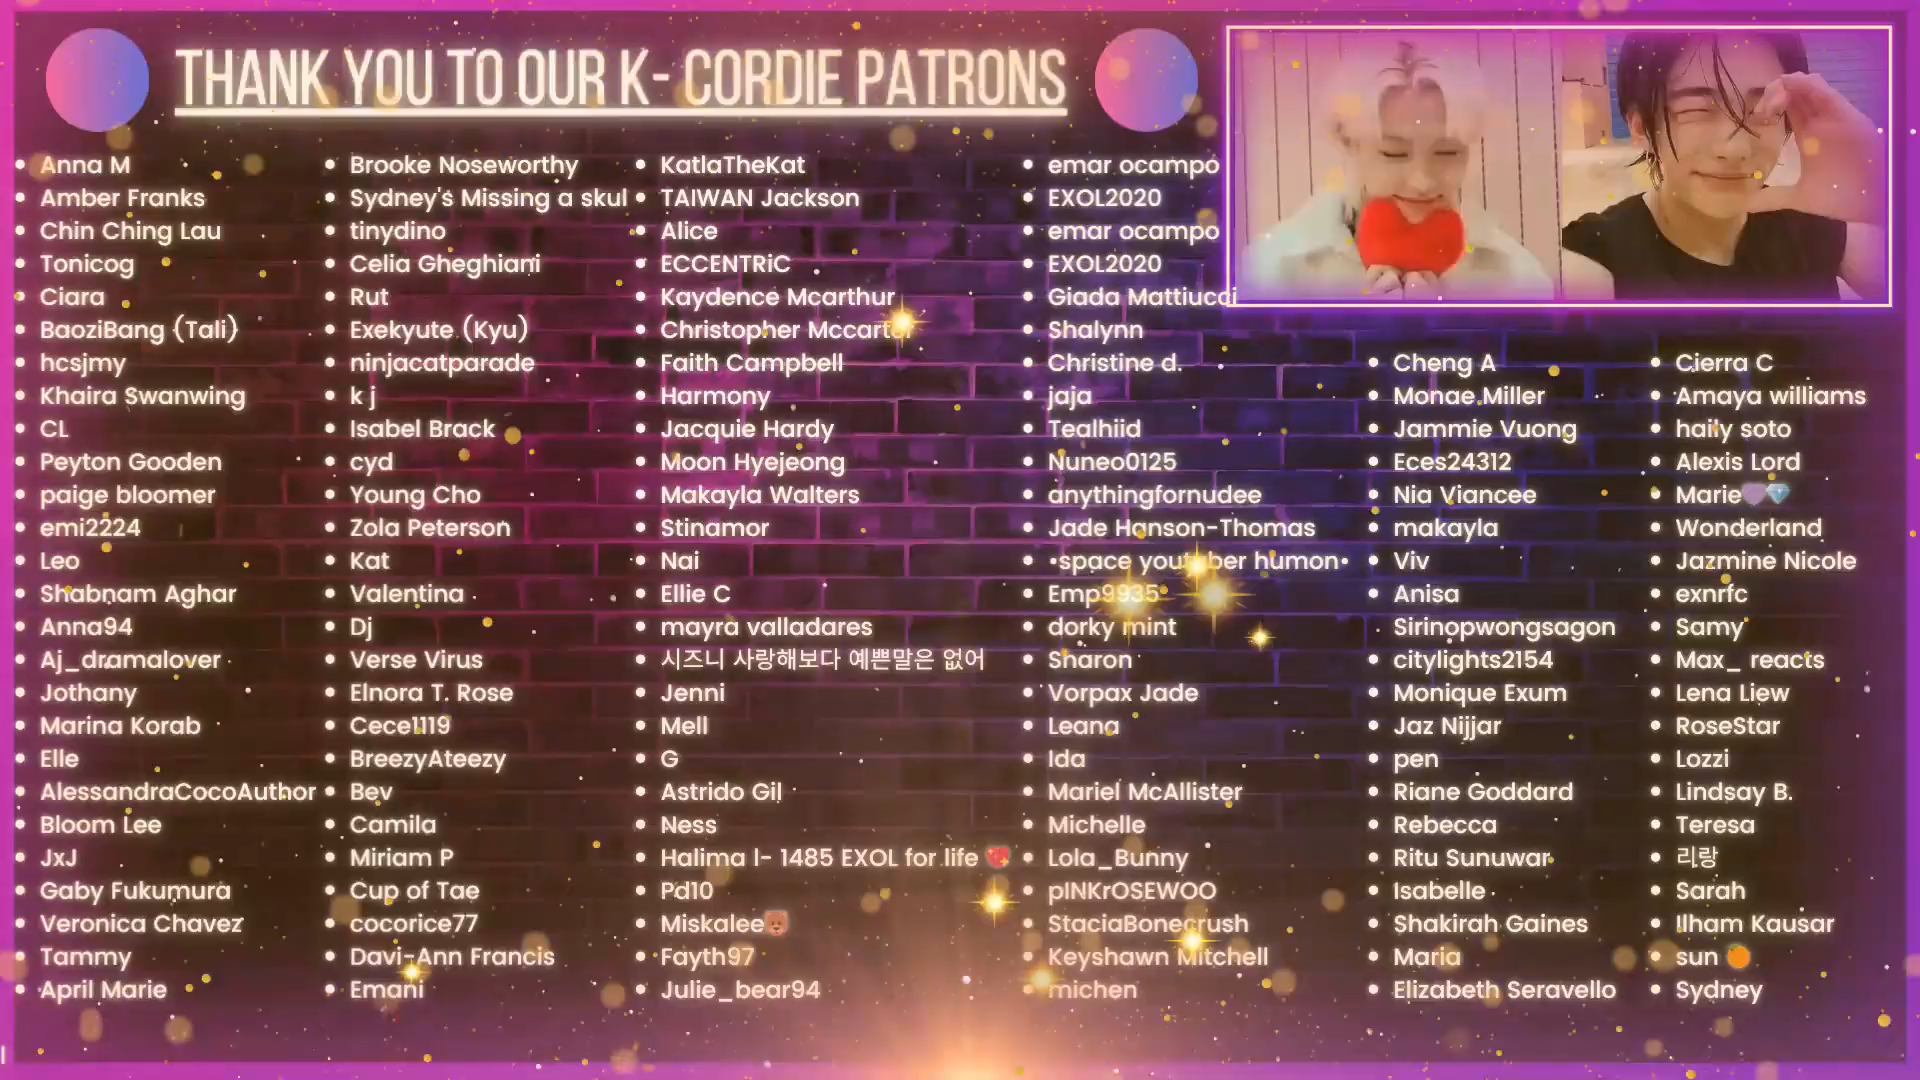 THANK YOU TO OUR K- CORDIE PATRONS
Anna M
Amber Franks
Chin Ching Lau
Tonicog
Ciara
BaoziBang (Tali)
hcsjmy
Khaira Swanwing
CL
Peyton Gooden
paige bloomer
emi2224
Leo
Shabnam Aghar
Anna94
Aj_dramalover
Jothany
Marina Korab
Elle
AlessandraCocoAuthor
Bloom Lee
JxJ
Gaby Fukumura
Veronica Chavez
Tammy
April Marie
Brooke Noseworthy
Sydney's Missing a skul
tinydino
Celia Gheghiani
Rut
Exekyute (Kyu)
ninjacatparade
k j
Isabel Brack
cyd
Young Cho
Zola Peterson
Kat
Valentina
Dj
Verse Virus
Elnora T. Rose
Cece1119
BreezyAteezy
Bev
Camila
Miriam P
Cup of Tae
cocorice77
Davi-Ann Francis
Emani
KatlaTheKat
TAIWAN Jackson
Alice
ECCENTRiC
Kaydence Mcarthur
Christopher
Faith Campbell
Harmony
Jacquie Hardy
Moon Hyejeong
Makayla Walters
Stinamor
Nai
Ellie C
mayra valladares
시즈니 사랑해보다 예쁜말은 없어
Jenni
Mell
G
Astrido Gil
Ness
Halima I- 1485 EXOL for life 💖
Pd10
Miskalee🐻
Fayth97
Julie_bear94
emar ocampo
EXOL2020
emar ocampo
EXOL2020
Giada Mattiucci
Shalynn
Christine d.
jaja
Tealhiid
Nuneo0125
anythingfornudee
Jade Hanson-Thomas
•space youtuber humon•
Emp9935
dorky mint
Sharon
Vorpax Jade
Leana
Ida
Mariel McAllister
Michelle
Lola_Bunny
pINKrOSEWOO
StaciaBonecrush
Keyshawn Mitchell
michen
Cheng A
Monae Miller
Jammie Vuong
Eces24312
Nia Viancee
makayla
Viv
Anisa
Sirinopwongsagon
citylights2154
Monique Exum
Jaz Nijjar
pen
Riane Goddard
Rebecca
Ritu Sunuwar
Isabelle
Shakirah Gaines
Maria
Elizabeth Seravello
Cierra C
Amaya williams
haily soto
Alexis Lord
Marie💜💎
Wonderland
Jazmine Nicole
exnrfc
Samy
Max_ reacts
Lena Liew
RoseStar
Lozzi
Lindsay B.
Teresa
리랑
Sarah
Ilham Kausar
sun 🟠
Sydney